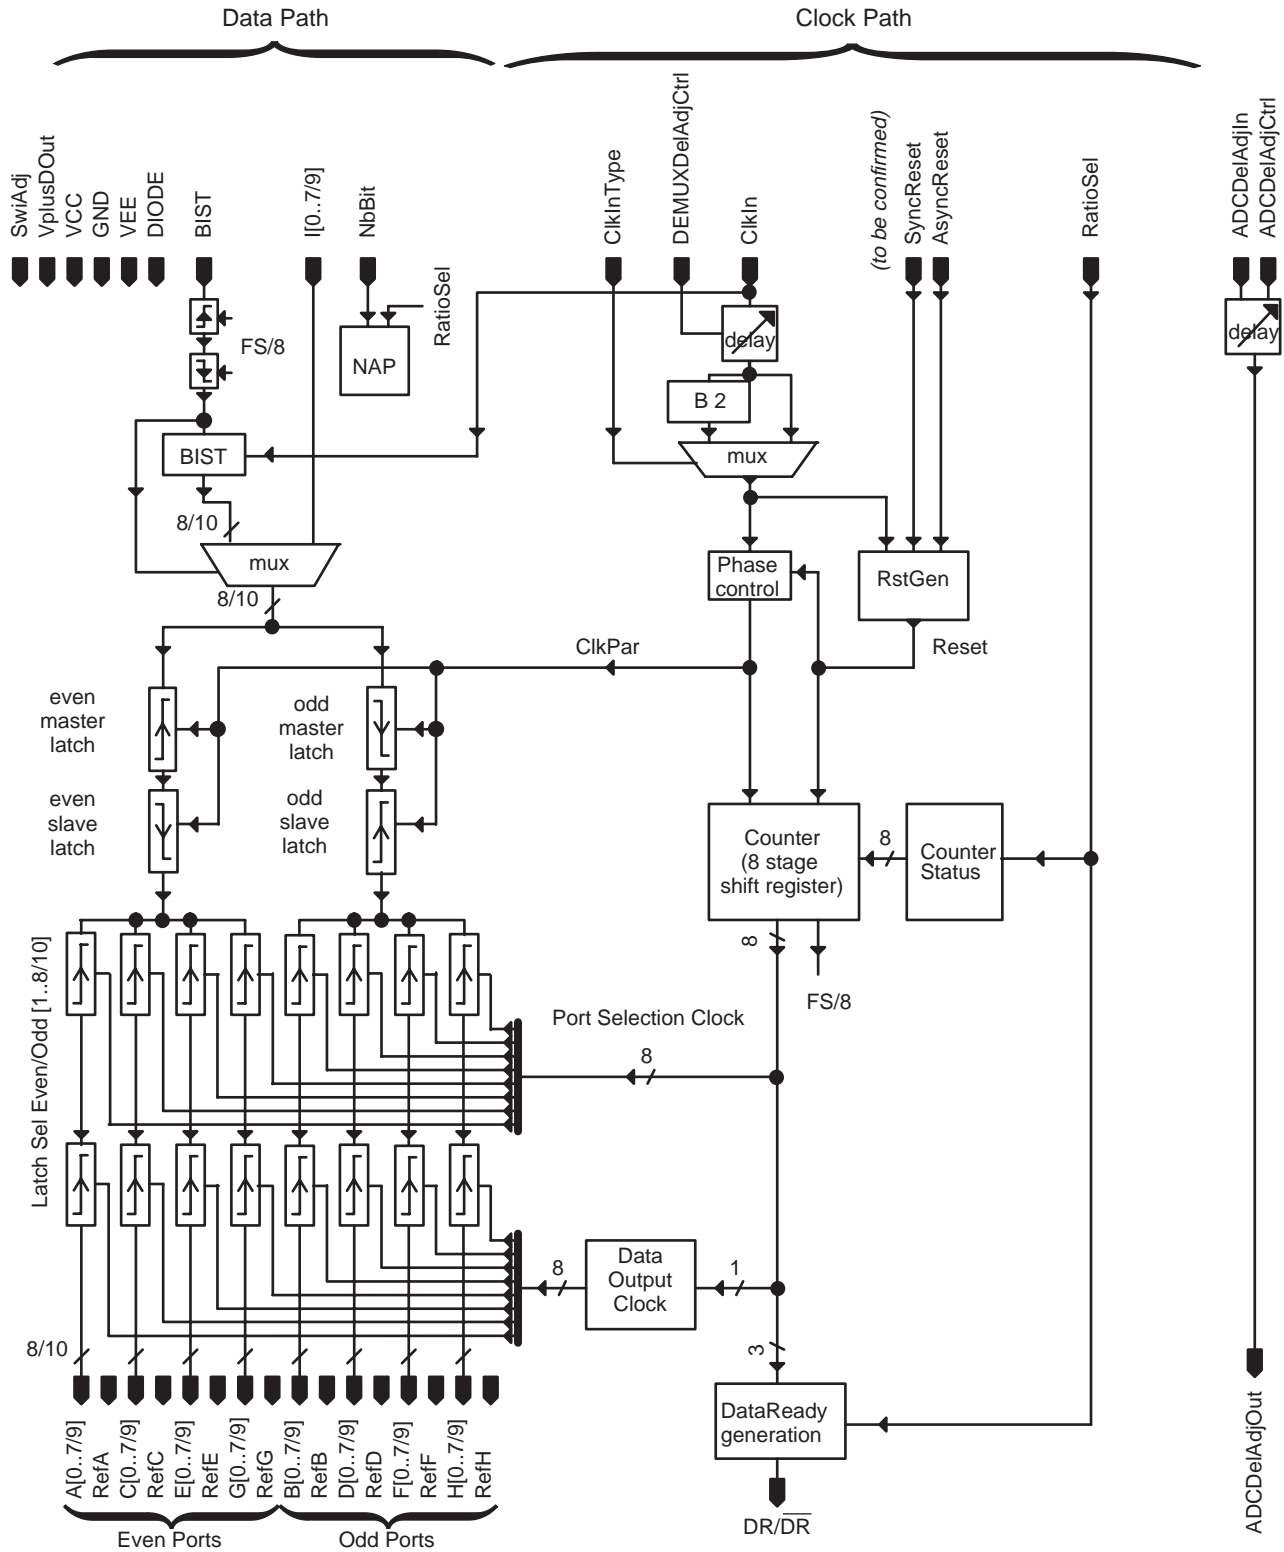 Data Path
Clock Path
SwiAdj
VplusDOut
VCC
GND
VEE
DIODE
BIST
I[0..7/9]
NbBit
ClkInType
DEMUXDelAdjCtrl
ClkIn
(to be confirmed)
SyncReset
AsyncReset
RatioSel
ADCDelAdjIn
ADCDelAdjCtrl
FS/8
RatioSel
NAP
delay
delay
B 2
BIST
mux
8/10
mux
8/10
Phase
control
RstGen
ClkPar
Reset
even
master
latch
odd
master
latch
even
slave
latch
odd
slave
latch
Counter
(8 stage
shift register)
8
Counter
Status
8
FS/8
Latch Sel Even/Odd [1..8/10]
Port Selection Clock
8
8
Data
Output
Clock
1
8/10
3
DataReady
generation
A[0..7/9]
RefA
C[0..7/9]
RefC
E[0..7/9]
RefE
G[0..7/9]
RefG
B[0..7/9]
RefB
D[0..7/9]
RefD
F[0..7/9]
RefF
H[0..7/9]
RefH
ADCDelAdjOut
Even Ports
Odd Ports
DR/D̅R̅